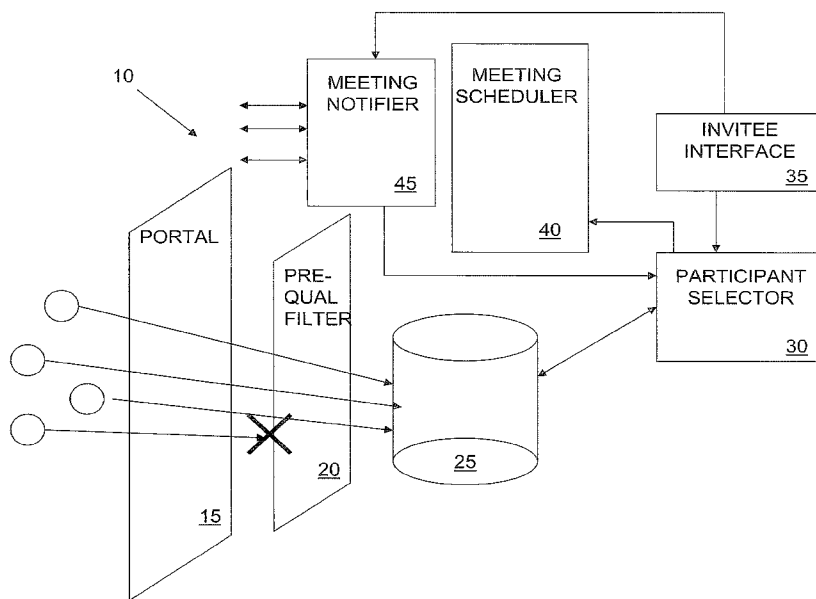 10
MEETING
NOTIFIER
45
MEETING
SCHEDULER
40
INVITEE
INTERFACE
35
PORTAL
15
PRE-
QUAL
FILTER
20
25
PARTICIPANT
SELECTOR
30